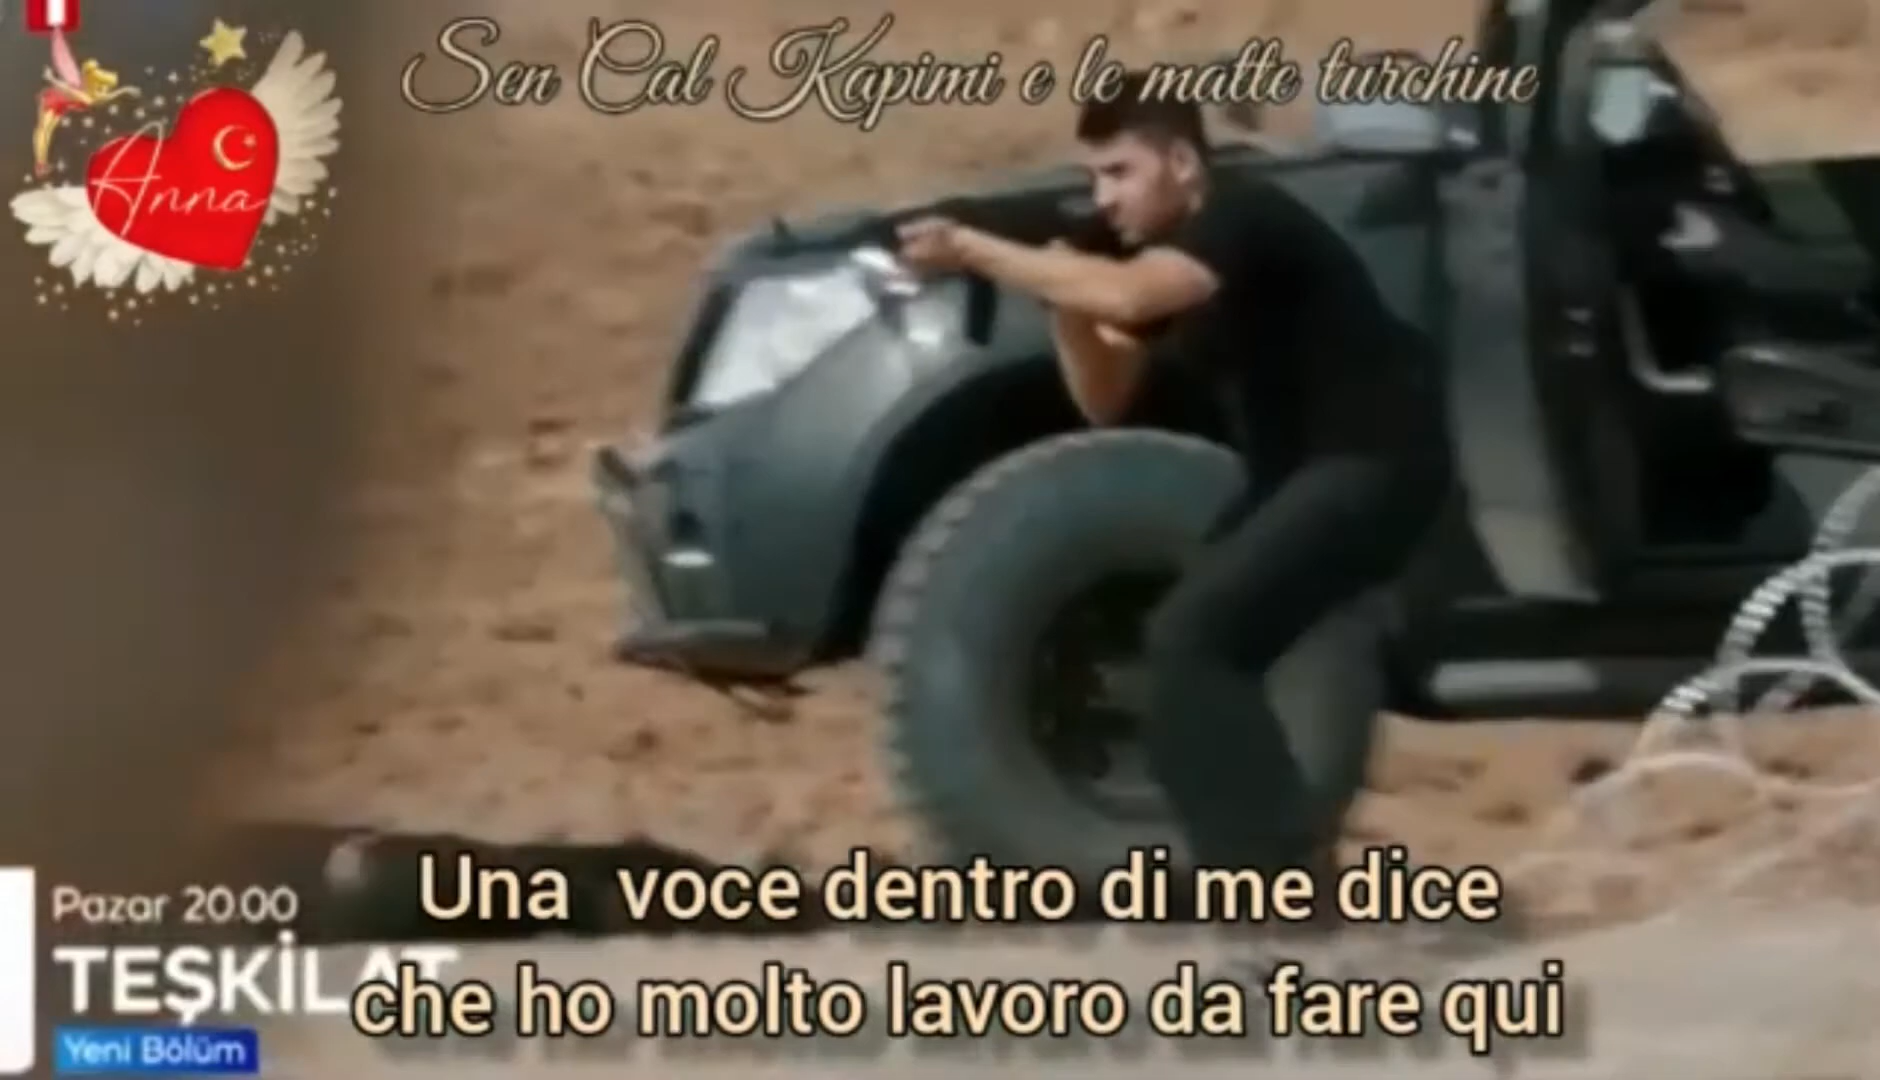 Sen Cal Kapimi e le matte turchine
Anna
Una voce dentro di me dice
che ho molto lavoro da fare qui
Pazar 20.00
TEŞKİLAT
Yeni Bölüm